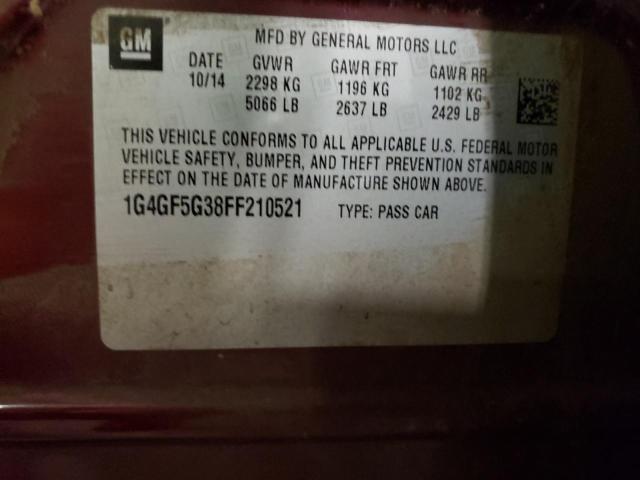 GM
MFD BY GENERAL MOTORS LLC
DATE GVWR GAWR FRT GAWR RR
10/14 2298 KG 1196 KG 1102 KG
5066 LB 2637 LB 2429 LB
THIS VEHICLE CONFORMS TO ALL APPLICABLE U.S. FEDERAL MOTOR
VEHICLE SAFETY, BUMPER, AND THEFT PREVENTION STANDARDS IN
EFFECT ON THE DATE OF MANUFACTURE SHOWN ABOVE.
1G4GF5G38FF210521 TYPE: PASS CAR